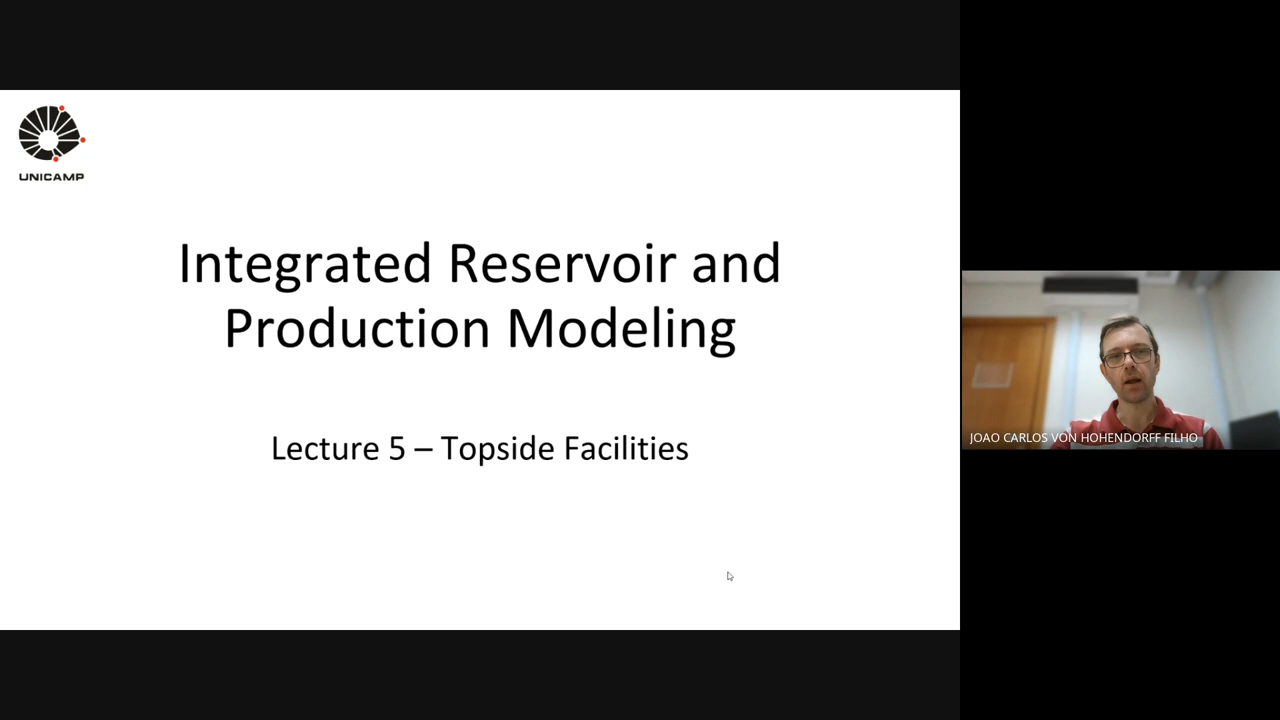 UNICAMP
Integrated Reservoir and
Production Modeling
Lecture 5 – Topside Facilities
JOAO CARLOS VON HOHENDORFF FILHO